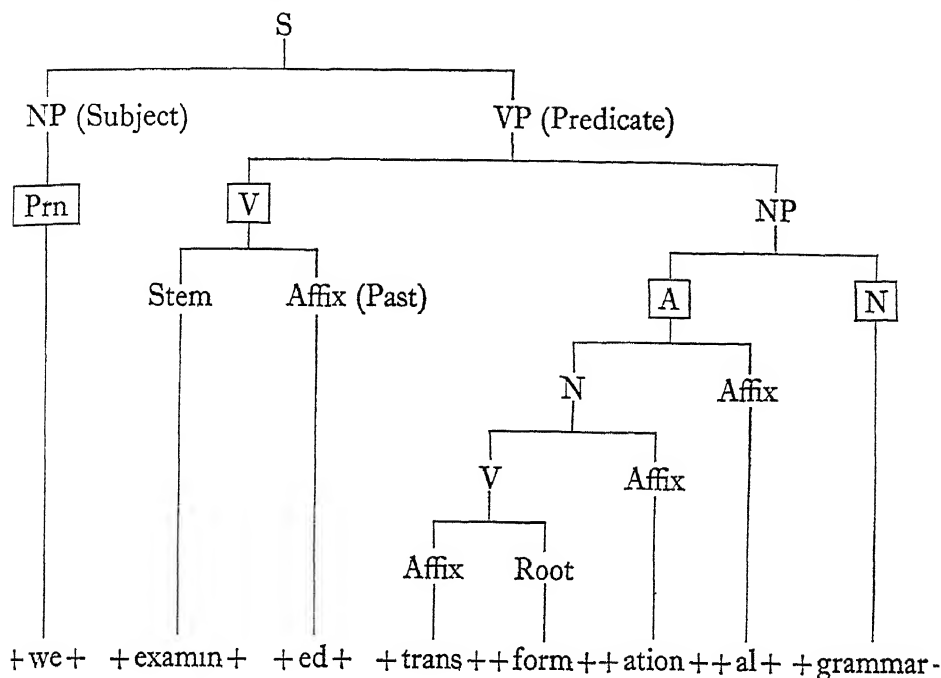 S
NP (Subject) VP (Predicate)
Prn V NP
Stem Affix (Past) A N
N Affix
V Affix
Affix Root
+we+ +examin+ +ed+ +trans++form++ation++al+ +grammar-